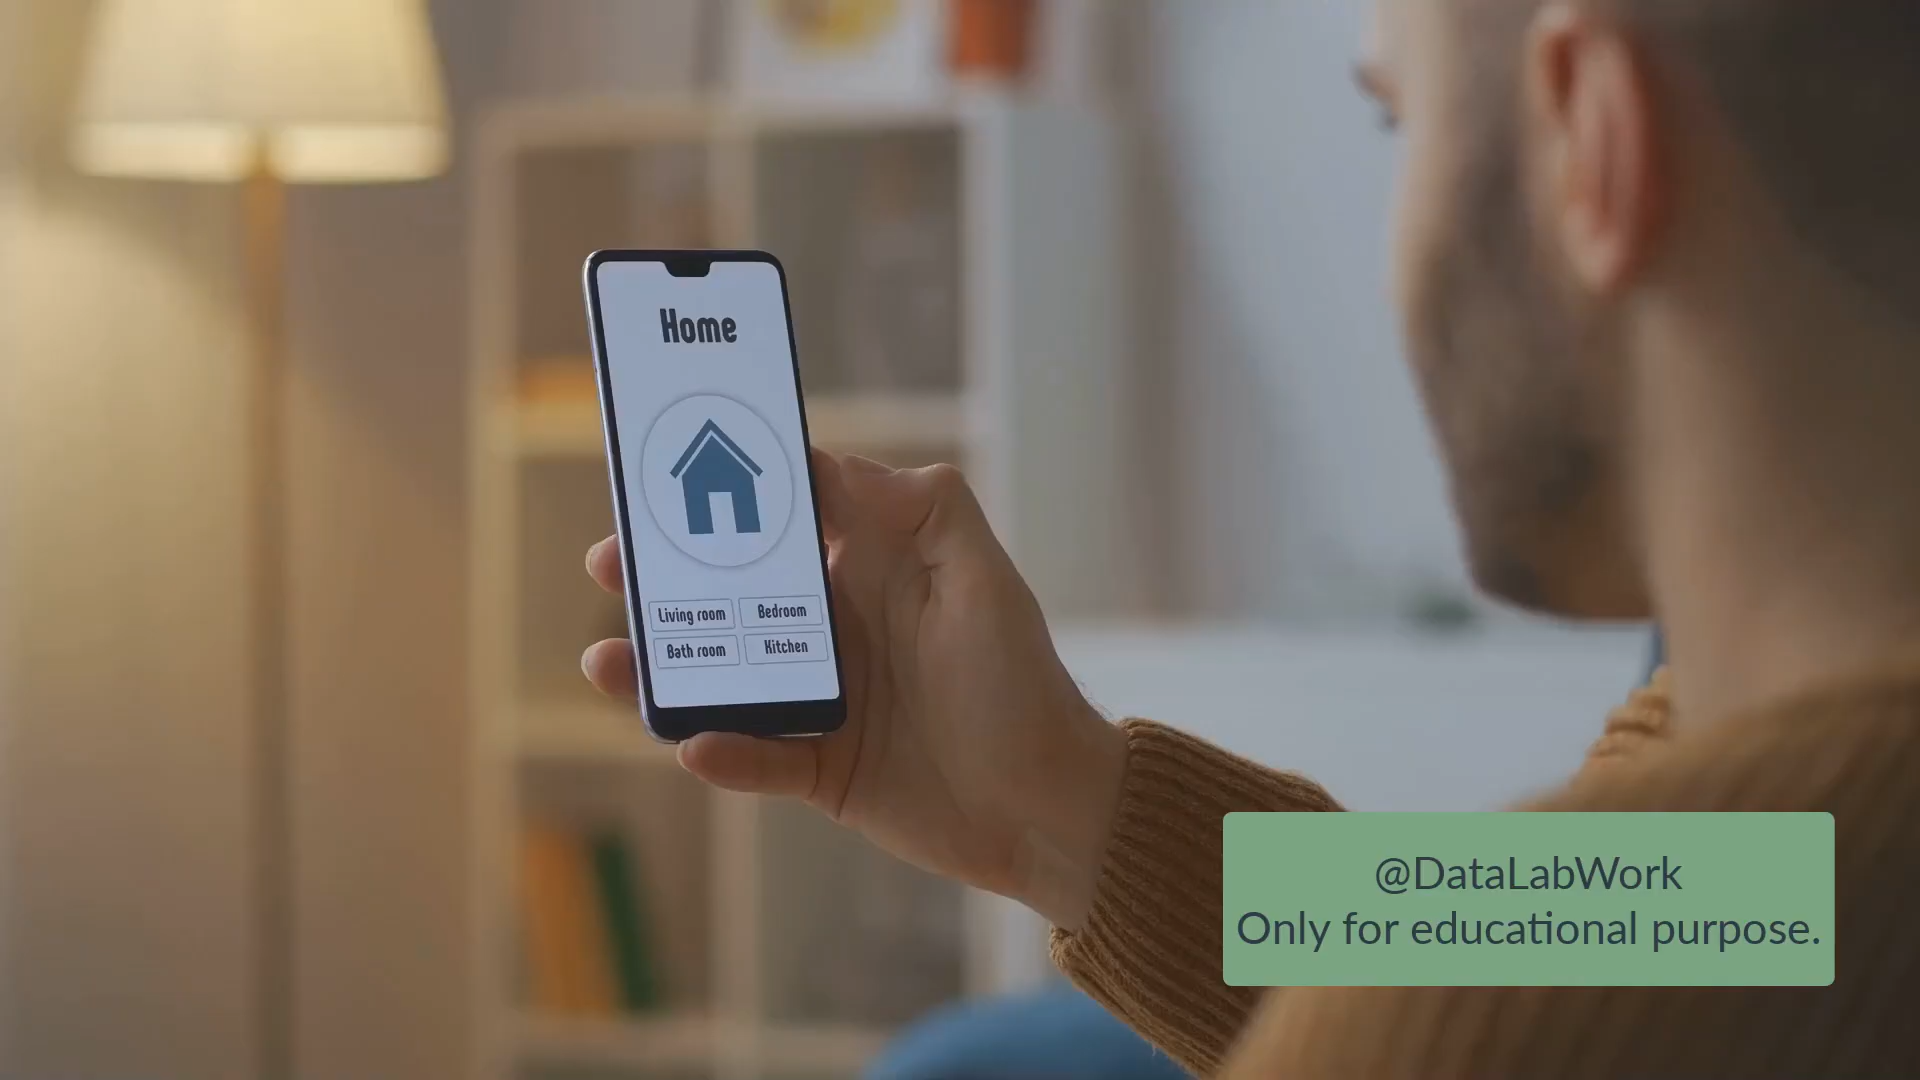 Home
Living room
Bedroom
Bath room
Kitchen
@DataLabWork
Only for educational purpose.